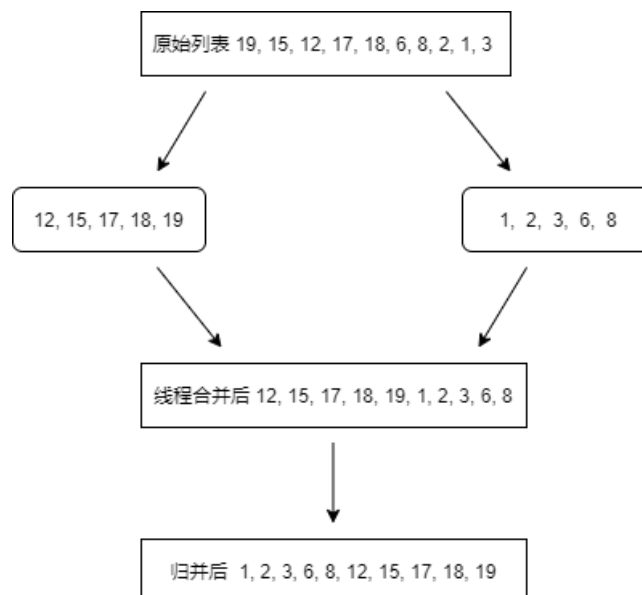 原始列表 19, 15, 12, 17, 18, 6, 8, 2, 1, 3
12, 15, 17, 18, 19
1, 2, 3, 6, 8
线程合并后 12, 15, 17, 18, 19, 1, 2, 3, 6, 8
归并后 1, 2, 3, 6, 8, 12, 15, 17, 18, 19